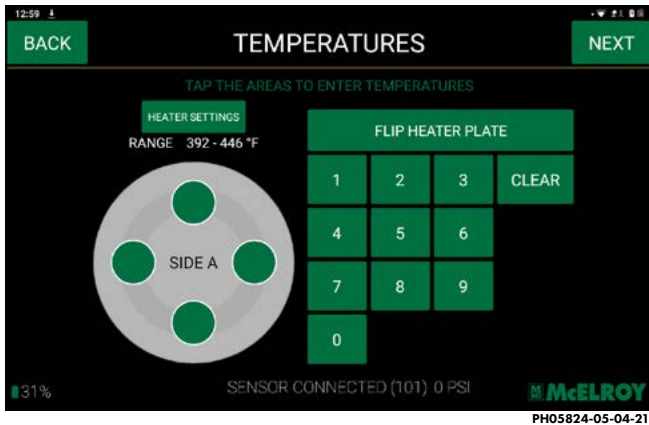 12:59
BACK
TEMPERATURES
NEXT
TAP THE AREAS TO ENTER TEMPERATURES
HEATER SETTINGS
RANGE 392 - 446 °F
FLIP HEATER PLATE
1 2 3 CLEAR
4 5 6
SIDE A
7 8 9
0
31%
SENSOR CONNECTED (101) 0 PSI
McELROY
PH05824-05-04-21